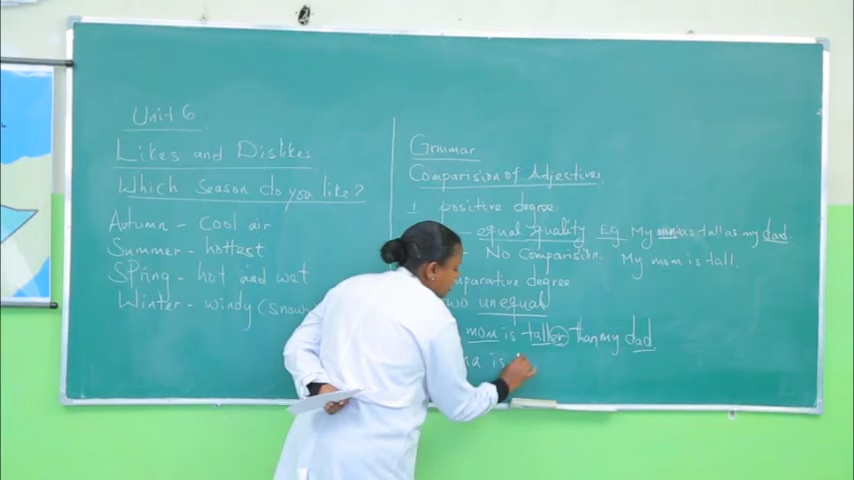 Unit 6
Likes and Dislikes
Which season do you like?
Autumn - cool air
Summer - hottest
Spring - hot and wet
Winter - windy (snowy
Grammar
Comparision of Adjectives
1 positive degree
- equal quality E.g My mom is tall as my dad
- No comparision. My mom is tall.
parative degree
two unequal
mom is taller than my dad
is